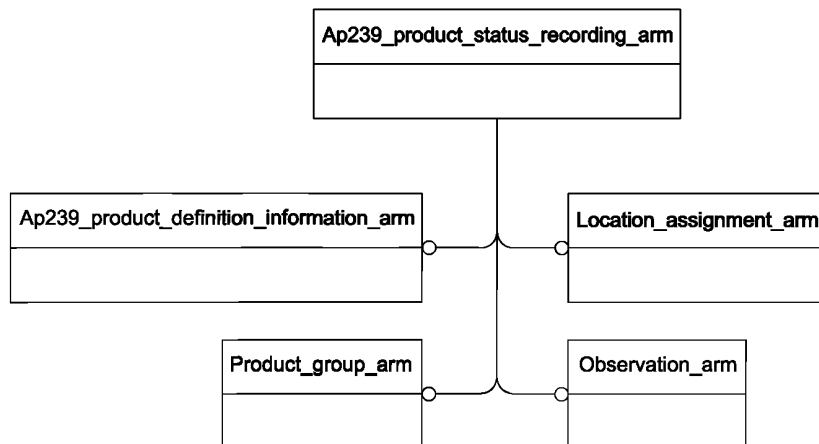 Ap239_product_status_recording_arm
Ap239_product_definition_information_arm
Location_assignment_arm
Product_group_arm
Observation_arm